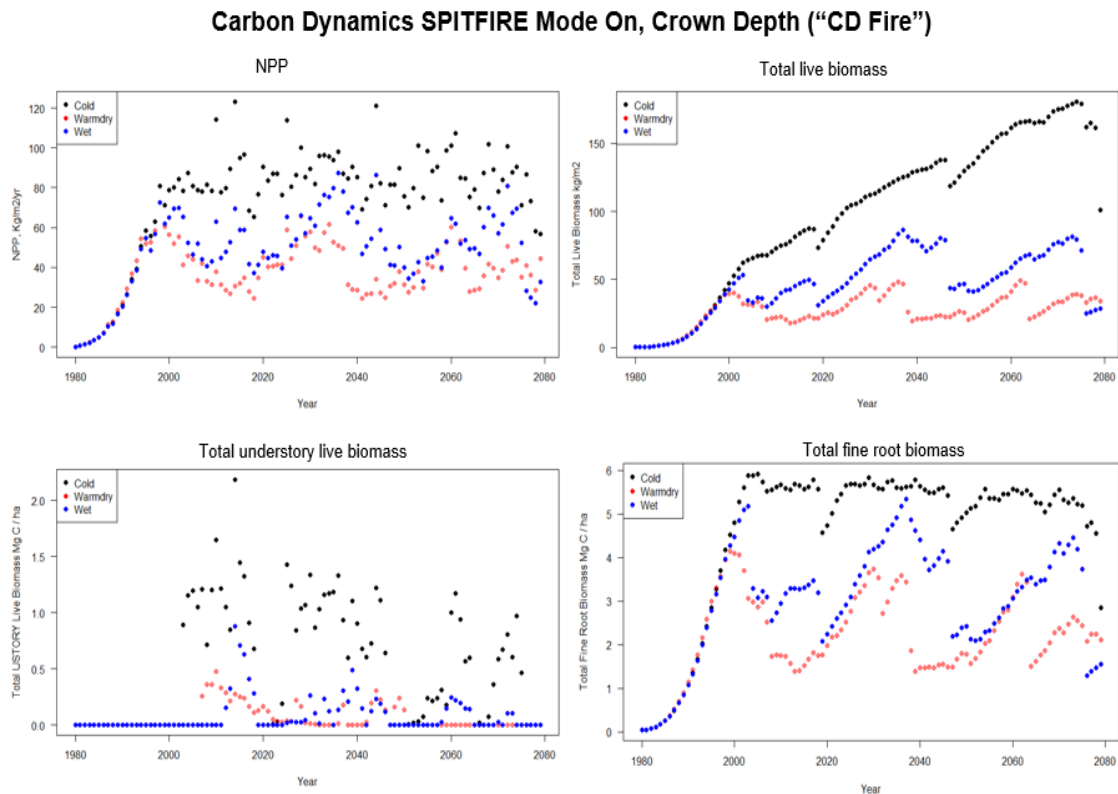 Carbon Dynamics SPITFIRE Mode On, Crown Depth (“CD Fire”)
NPP
Cold
Warmdry
Wet
NPP, Kg/m2/yr
120
100
80
60
40
20
0
1980
2000
2020
2040
2060
2080
Year
Total live biomass
Cold
Warmdry
Wet
Total Live Biomass kg/m2
150
100
50
0
1980
2000
2020
2040
2060
2080
Year
Total understory live biomass
Cold
Warmdry
Wet
Total USTORY Live Biomass Mg C / ha
2.0
1.5
1.0
0.5
0.0
1980
2000
2020
2040
2060
2080
Year
Total fine root biomass
Cold
Warmdry
Wet
Total Fine Root Biomass Mg C / ha
6
5
4
3
2
1
0
1980
2000
2020
2040
2060
2080
Year